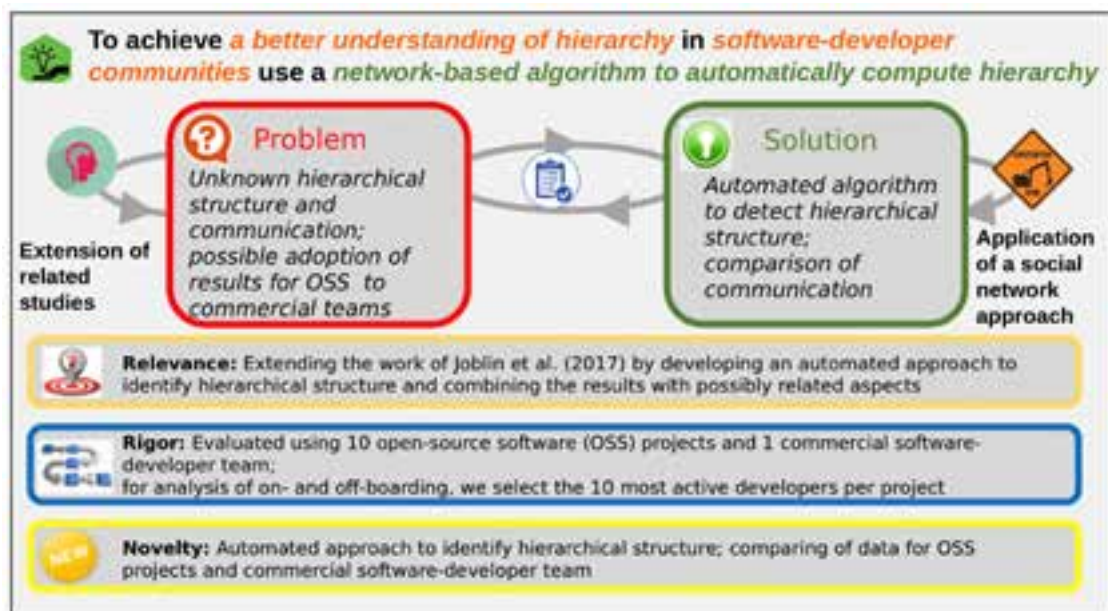 To achieve a better understanding of hierarchy in software-developer
communities use a network-based algorithm to automatically compute hierarchy
Extension of
related
studies
Problem
Unknown hierarchical
structure and
communication;
possible adoption of
results for OSS to
commercial teams
Solution
Automated algorithm
to detect hierarchical
structure;
comparison of
communication
Application
of a social
network
approach
Relevance: Extending the work of Joblin et al. (2017) by developing an automated approach to
identify hierarchical structure and combining the results with possibly related aspects
Rigor: Evaluated using 10 open-source software (OSS) projects and 1 commercial software-
developer team;
for analysis of on- and off-boarding, we select the 10 most active developers per project
NEW
Novelty: Automated approach to identify hierarchical structure; comparing of data for OSS
projects and commercial software-developer team